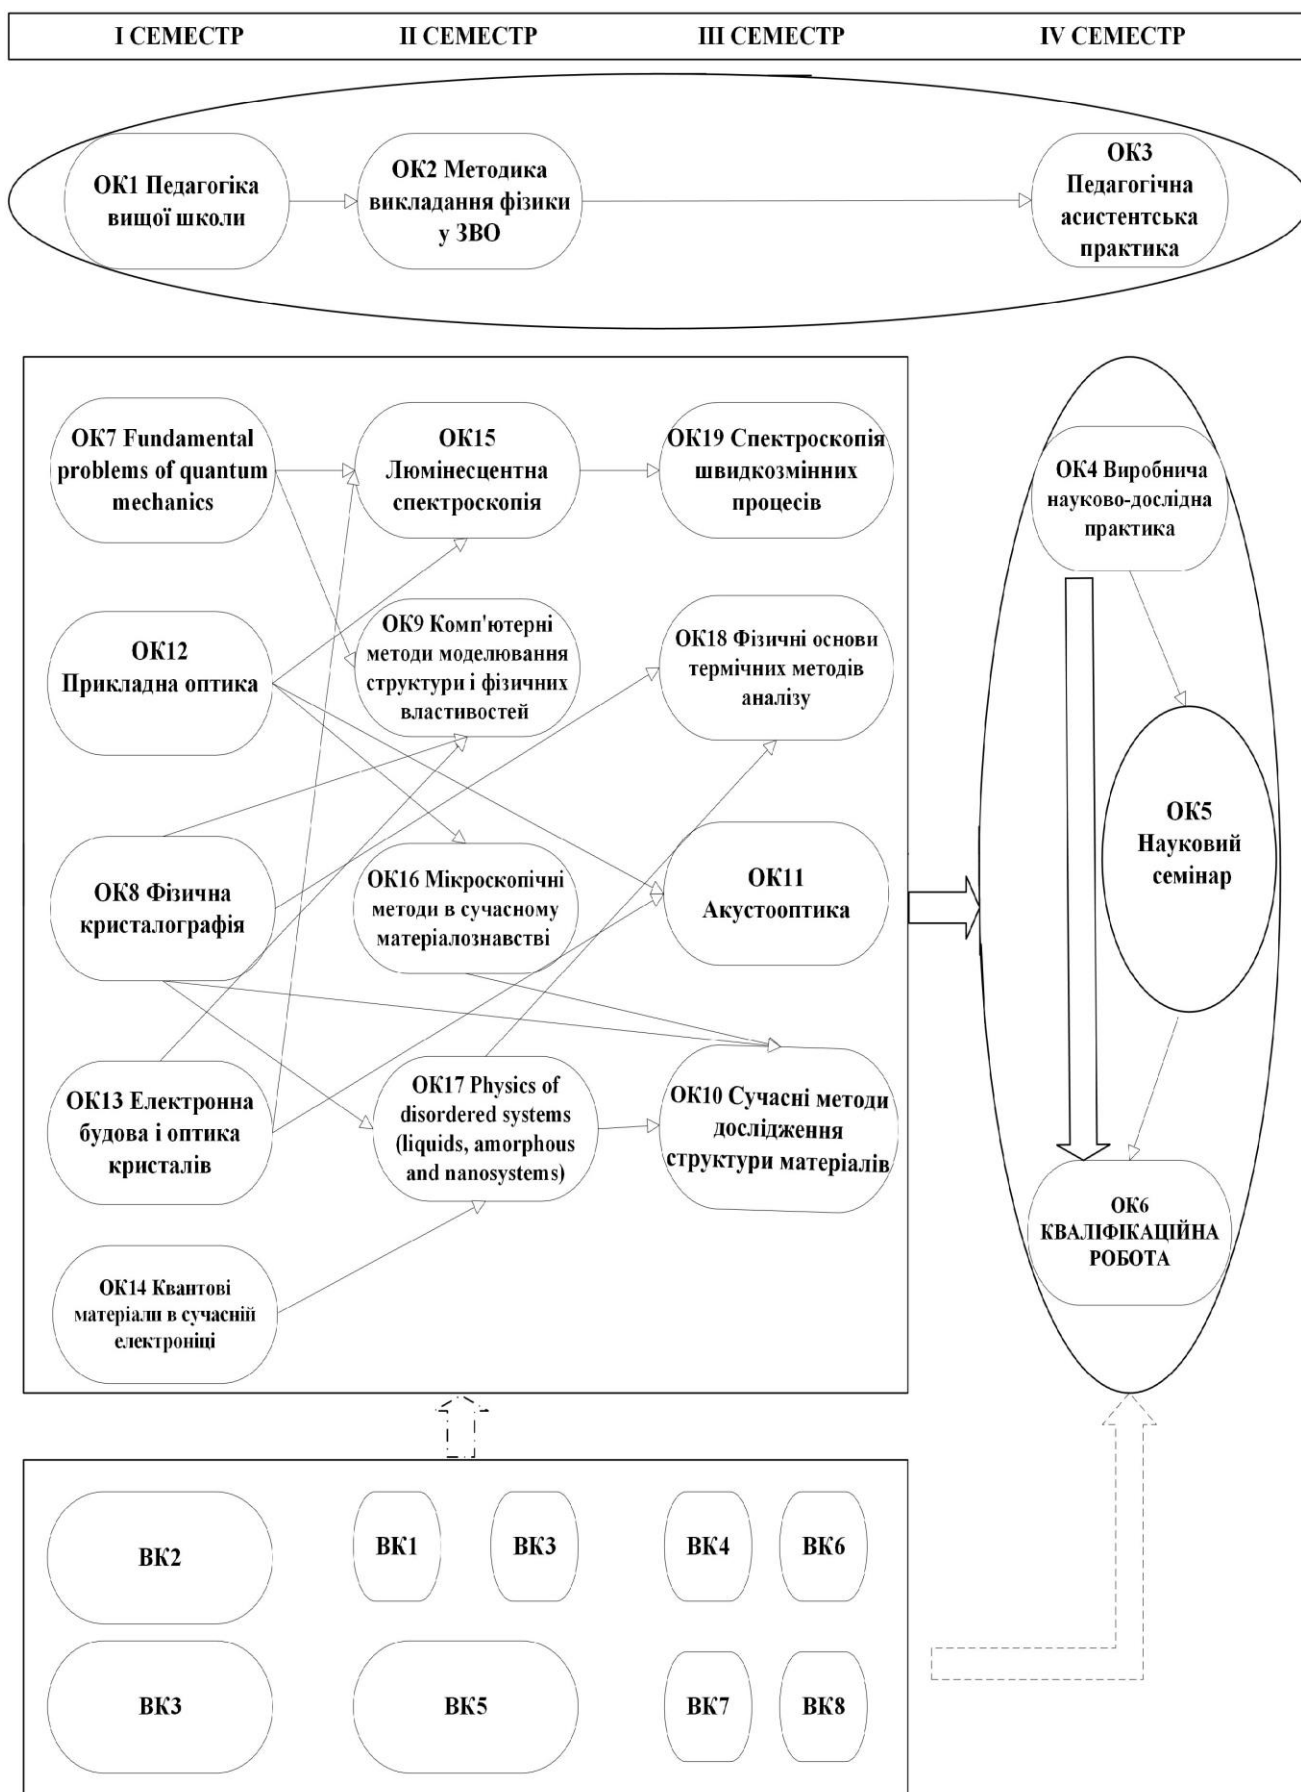 І СЕМЕСТР
ІІ СЕМЕСТР
ІІІ СЕМЕСТР
IV СЕМЕСТР
ОК1 Педагогіка
вищої школи
ОК2 Методика
викладання фізики
у ЗВО
ОК3
Педагогічна
асистентська
практика
ОК7 Fundamental
problems of quantum
mechanics
ОК15
Люмінесцентна
спектроскопія
ОК19 Спектроскопія
швидкозмінних
процесів
ОК4 Виробнича
науково-дослідна
практика
ОК12
Прикладна оптика
ОК9 Комп'ютерні
методи моделювання
структури і фізичних
властивостей
ОК18 Фізичні основи
термічних методів
аналізу
ОК8 Фізична
кристалографія
ОК16 Мікроскопічні
методи в сучасному
матеріалознавстві
ОК11
Акустооптика
ОК5
Науковий
семінар
ОК13 Електронна
будова і оптика
кристалів
ОК17 Physics of
disordered systems
(liquids, amorphous
and nanosystems)
ОК10 Сучасні методи
дослідження
структури матеріалів
ОК6
КВАЛІФІКАЦІЙНА
РОБОТА
ОК14 Квантові
матеріали в сучасній
електроніці
ВК2
ВК1
ВК3
ВК4
ВК6
ВК3
ВК5
ВК7
ВК8